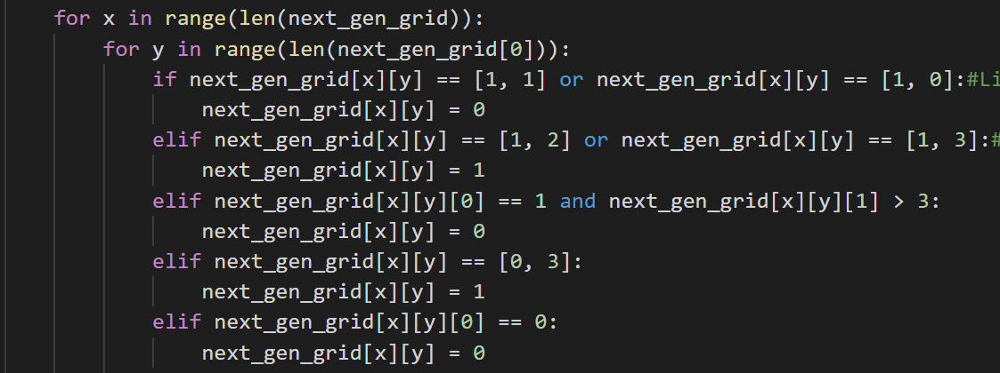 for x in range(len(next_gen_grid)):
    for y in range(len(next_gen_grid[0])):
        if next_gen_grid[x][y] == [1, 1] or next_gen_grid[x][y] == [1, 0]:#Li
            next_gen_grid[x][y] = 0
        elif next_gen_grid[x][y] == [1, 2] or next_gen_grid[x][y] == [1, 3]:#
            next_gen_grid[x][y] = 1
        elif next_gen_grid[x][y][0] == 1 and next_gen_grid[x][y][1] > 3:
            next_gen_grid[x][y] = 0
        elif next_gen_grid[x][y] == [0, 3]:
            next_gen_grid[x][y] = 1
        elif next_gen_grid[x][y][0] == 0:
            next_gen_grid[x][y] = 0